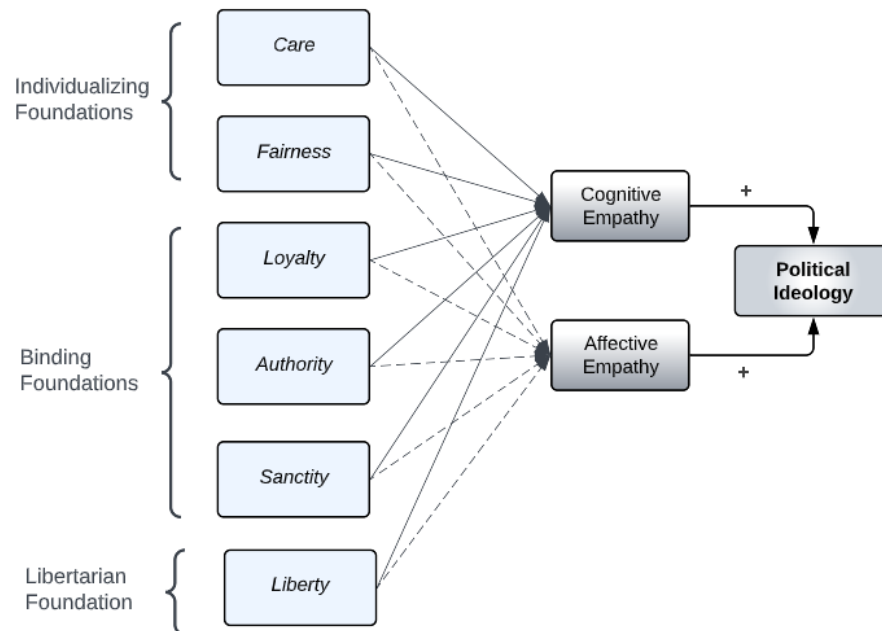 Care
Individualizing
Foundations
Fairness
Cognitive
Empathy
+
Loyalty
Political
Ideology
Binding
Foundations
Authority
Affective
Empathy
+
Sanctity
Libertarian
Foundation
Liberty